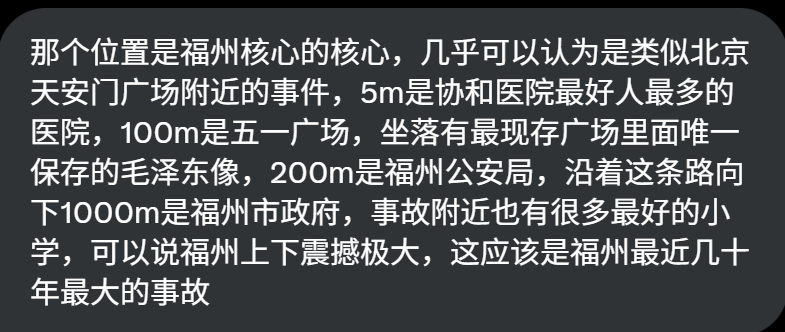 那个位置是福州核心的核心，几乎可以认为是类似北京
天安门广场附近的事件，5m是协和医院最好人最多的
医院，100m是五一广场，坐落有最现存广场里面唯一
保存的毛泽东像，200m是福州公安局，沿着这条路向
下1000m是福州市政府，事故附近也有很多最好的小
学，可以说福州上下震撼极大，这应该是福州最近几十
年最大的事故